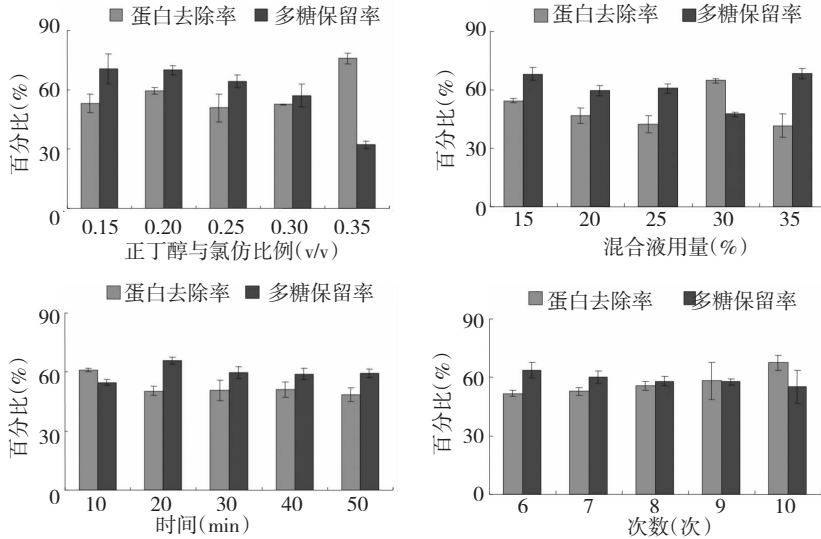 蛋白去除率 多糖保留率
百分比(%)
90
60
30
0
0.15 0.20 0.25 0.30 0.35
正丁醇与氯仿比例(v/v)
蛋白去除率 多糖保留率
百分比(%)
90
60
30
0
15 20 25 30 35
混合液用量(%)
蛋白去除率 多糖保留率
百分比(%)
90
60
30
0
10 20 30 40 50
时间(min)
蛋白去除率 多糖保留率
百分比(%)
90
60
30
0
6 7 8 9 10
次数(次)